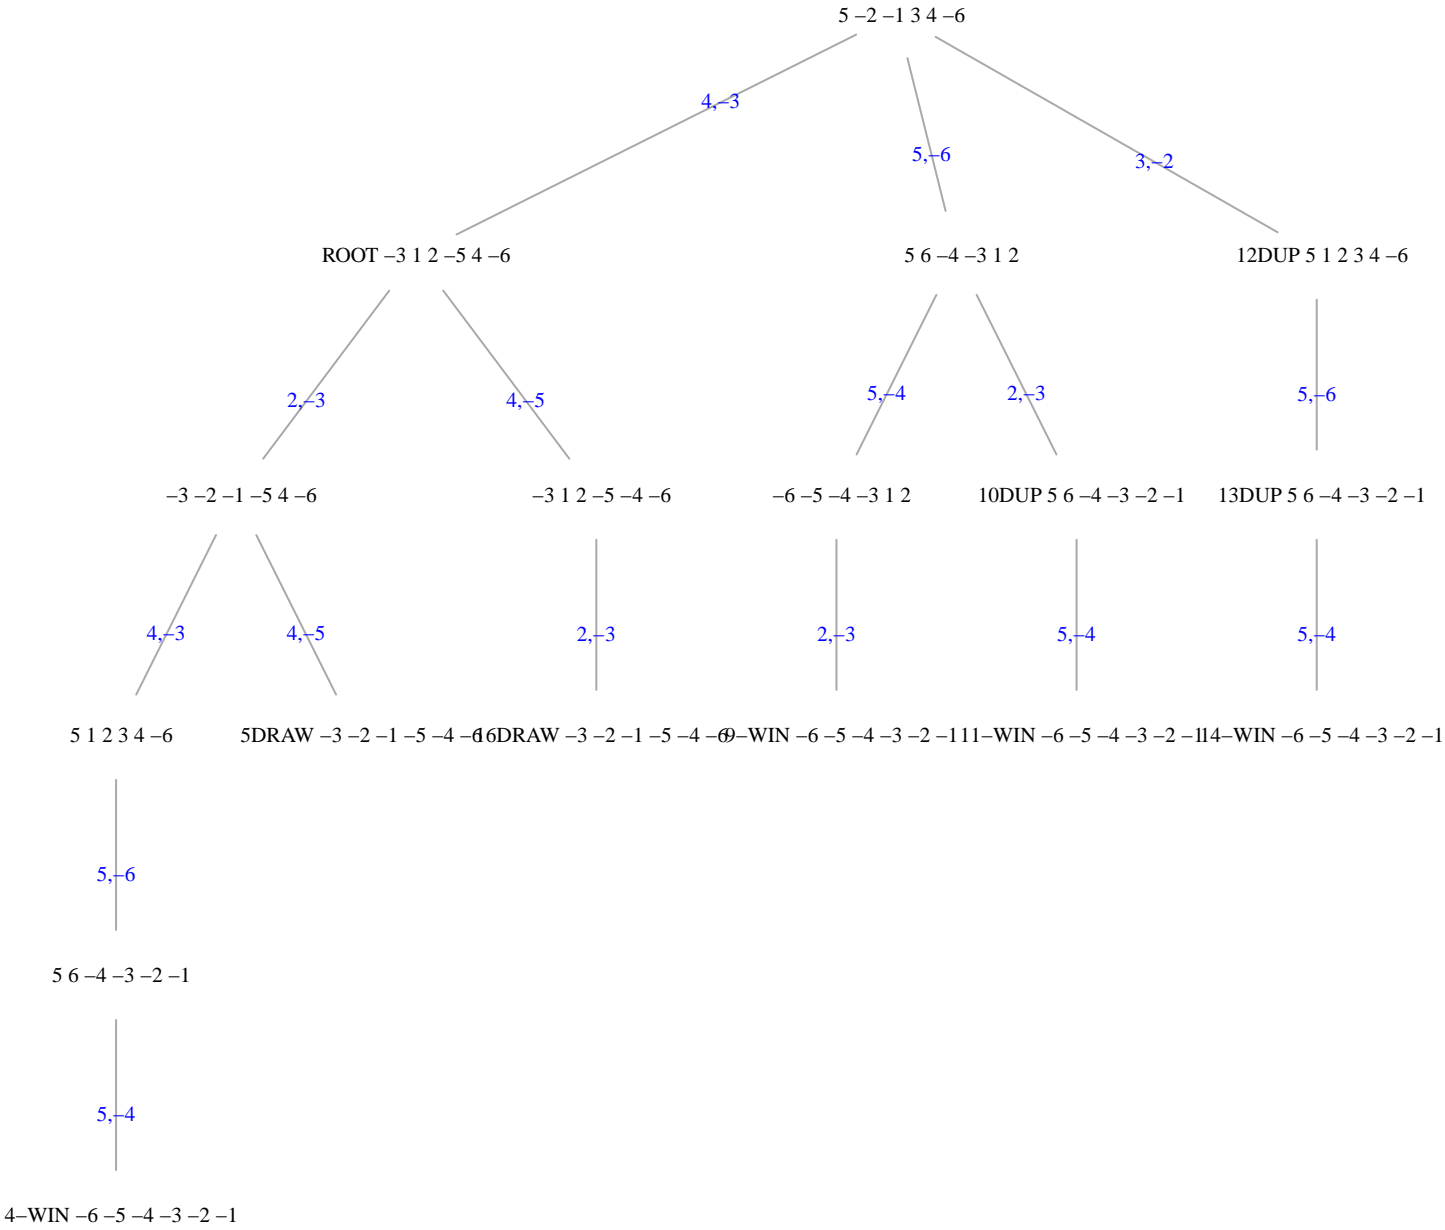 5 –2 –1 3 4 –6
4,–3
5,–6
3,–2
ROOT –3 1 2 –5 4 –6
5 6 –4 –3 1 2
12DUP 5 1 2 3 4 –6
2,–3
4,–5
5,–4
2,–3
5,–6
–3 –2 –1 –5 4 –6
–3 1 2 –5 –4 –6
–6 –5 –4 –3 1 2
10DUP 5 6 –4 –3 –2 –1
13DUP 5 6 –4 –3 –2 –1
4,–3
4,–5
2,–3
2,–3
5,–4
5,–4
5 1 2 3 4 –6
5DRAW –3 –2 –1 –5 –4 –6
16DRAW –3 –2 –1 –5 –4 –6
9–WIN –6 –5 –4 –3 –2 –1
11–WIN –6 –5 –4 –3 –2 –1
14–WIN –6 –5 –4 –3 –2 –1
5,–6
5 6 –4 –3 –2 –1
5,–4
4–WIN –6 –5 –4 –3 –2 –1